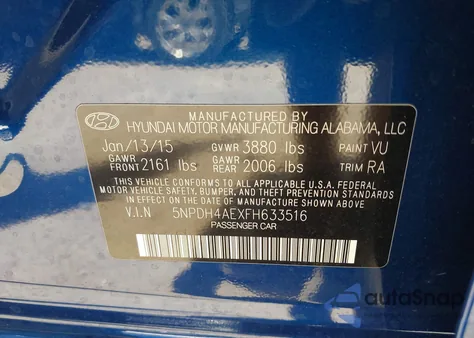 MANUFACTURED BY
HYUNDAI MOTOR MANUFACTURING ALABAMA, LLC
Jan/13/15 GVWR 3880 lbs PAINT VU
GAWR FRONT 2161 lbs GAWR REAR 2006 lbs TRIM RA
THIS VEHICLE CONFORMS TO ALL APPLICABLE U.S.A. FEDERAL
MOTOR VEHICLE SAFETY, BUMPER, AND THEFT PREVENTION STANDARDS
IN EFFECT ON THE DATE OF MANUFACTURE SHOWN ABOVE.
V.I.N 5NPDH4AEXFH633516
PASSENGER CAR
autoSnap